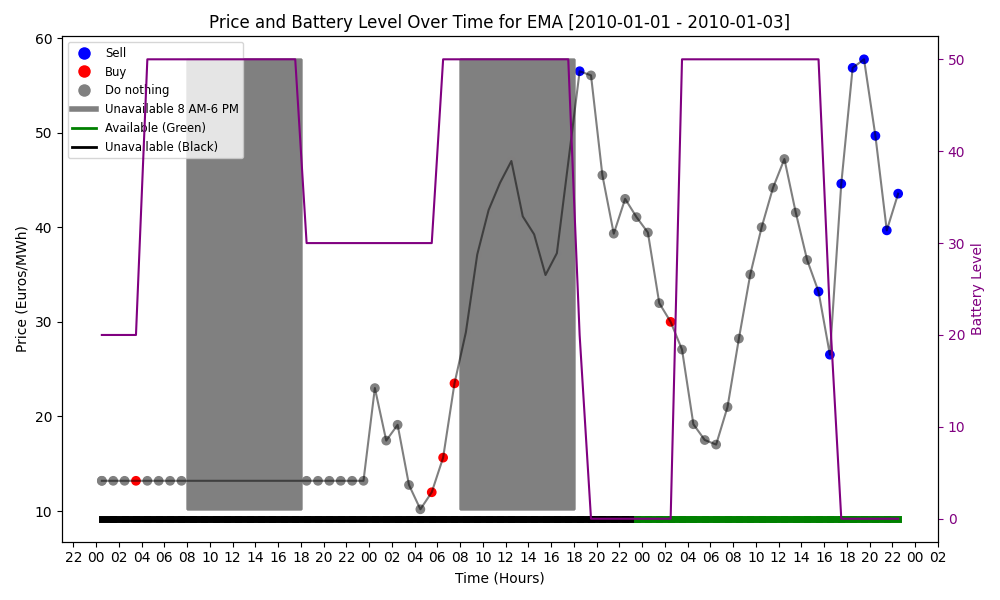 Price and Battery Level Over Time for EMA [2010-01-01 - 2010-01-03]
Sell
Buy
Do nothing
Unavailable 8 AM-6 PM
Available (Green)
Unavailable (Black)
60
50
40
30
20
10
Price (Euros/MWh)
50
40
30
20
10
0
Battery Level
22 00 02 04 06 08 10 12 14 16 18 20 22 00 02 04 06 08 10 12 14 16 18 20 22 00 02 04 06 08 10 12 14 16 18 20 22 00 02
Time (Hours)